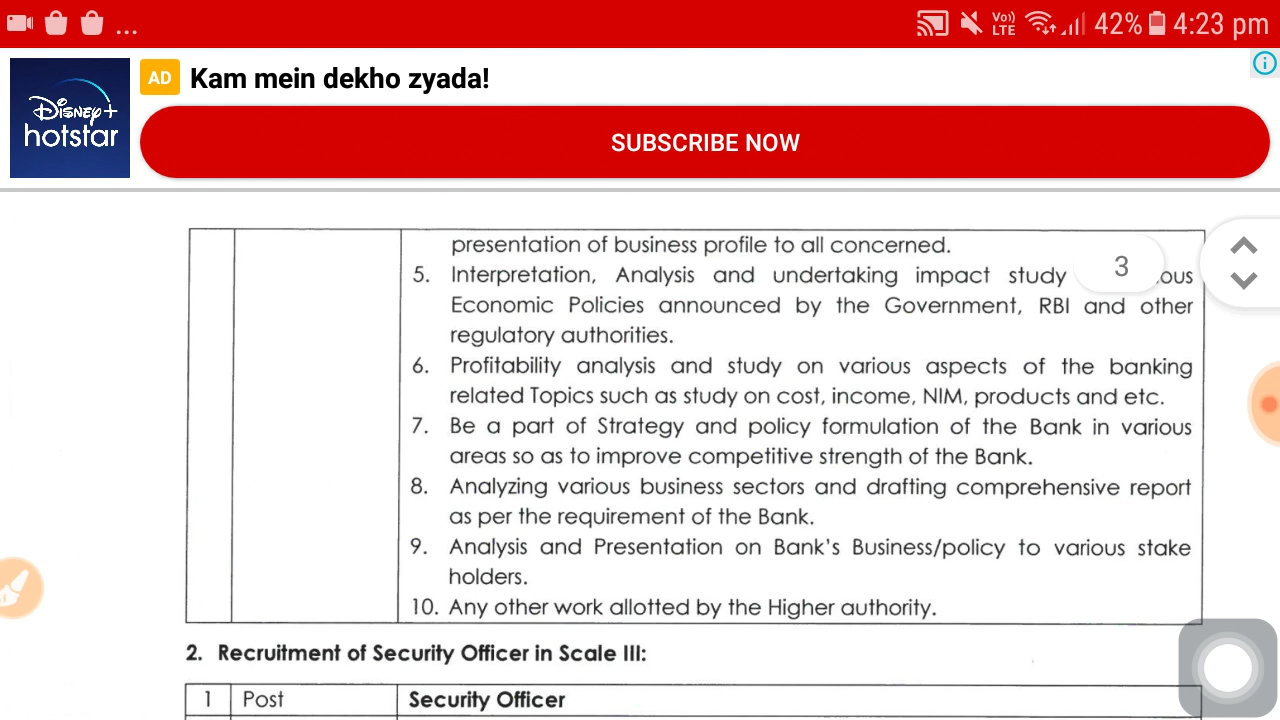 ... Vo) LTE 42% 4:23 pm
Disney+ hotstar
AD Kam mein dekho zyada!
SUBSCRIBE NOW
presentation of business profile to all concerned.
3
5. Interpretation, Analysis and undertaking impact study ous
Economic Policies announced by the Government, RBI and other
regulatory authorities.
6. Profitability analysis and study on various aspects of the banking
related Topics such as study on cost, income, NIM, products and etc.
7. Be a part of Strategy and policy formulation of the Bank in various
areas so as to improve competitive strength of the Bank.
8. Analyzing various business sectors and drafting comprehensive report
as per the requirement of the Bank.
9. Analysis and Presentation on Bank's Business/policy to various stake
holders.
10. Any other work allotted by the Higher authority.
2. Recruitment of Security Officer in Scale III:
1 Post Security Officer